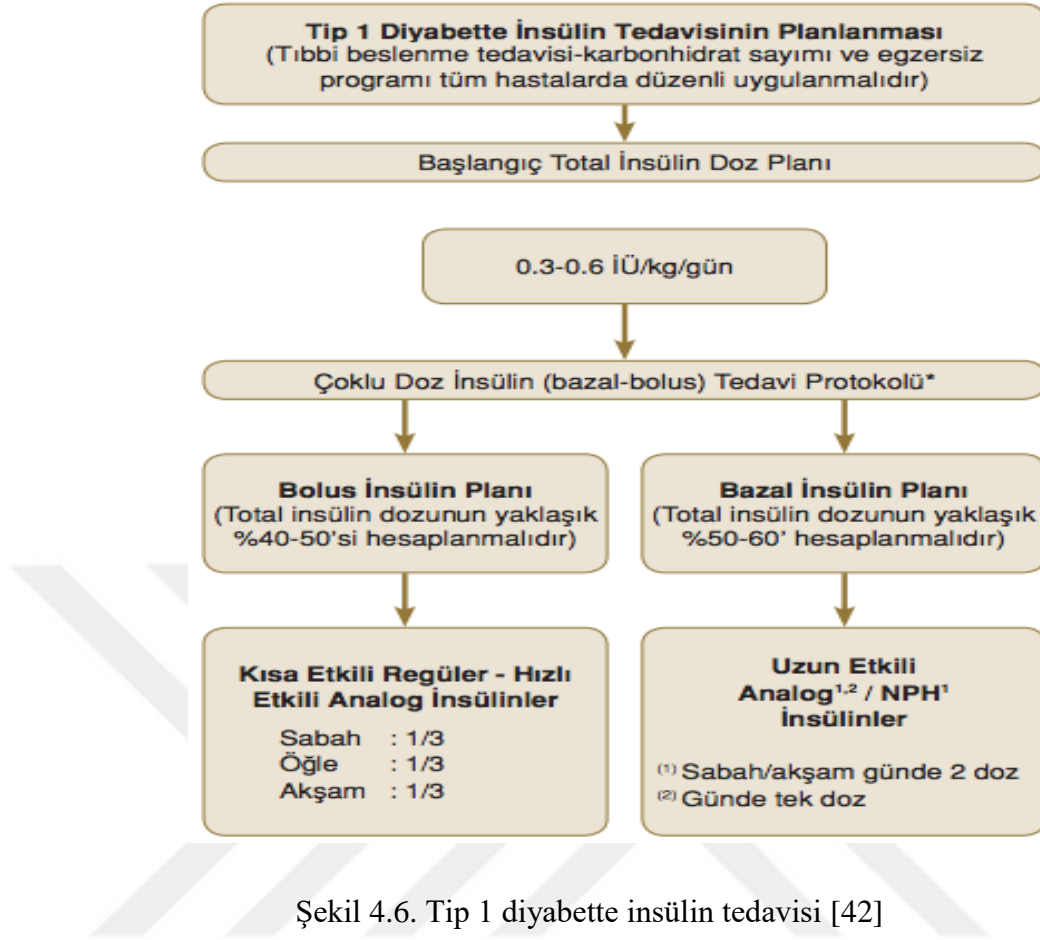 Tip 1 Diyabette İnsülin Tedavisinin Planlanması
(Tıbbi beslenme tedavisi-karbonhidrat sayımı ve egzersiz
programı tüm hastalarda düzenli uygulanmalıdır)
Başlangıç Total İnsülin Doz Planı
0.3-0.6 İÜ/kg/gün
Çoklu Doz İnsülin (bazal-bolus) Tedavi Protokolü*
Bolus İnsülin Planı
(Total insülin dozunun yaklaşık
%40-50'si hesaplanmalıdır)
Bazal İnsülin Planı
(Total insülin dozunun yaklaşık
%50-60' hesaplanmalıdır)
Kısa Etkili Regüler - Hızlı
Etkili Analog İnsülinler
Sabah : 1/3
Öğle : 1/3
Akşam : 1/3
Uzun Etkili
Analog¹,² / NPH¹
İnsülinler
⁽¹⁾ Sabah/akşam günde 2 doz
⁽²⁾ Günde tek doz
Şekil 4.6. Tip 1 diyabette insülin tedavisi [42]